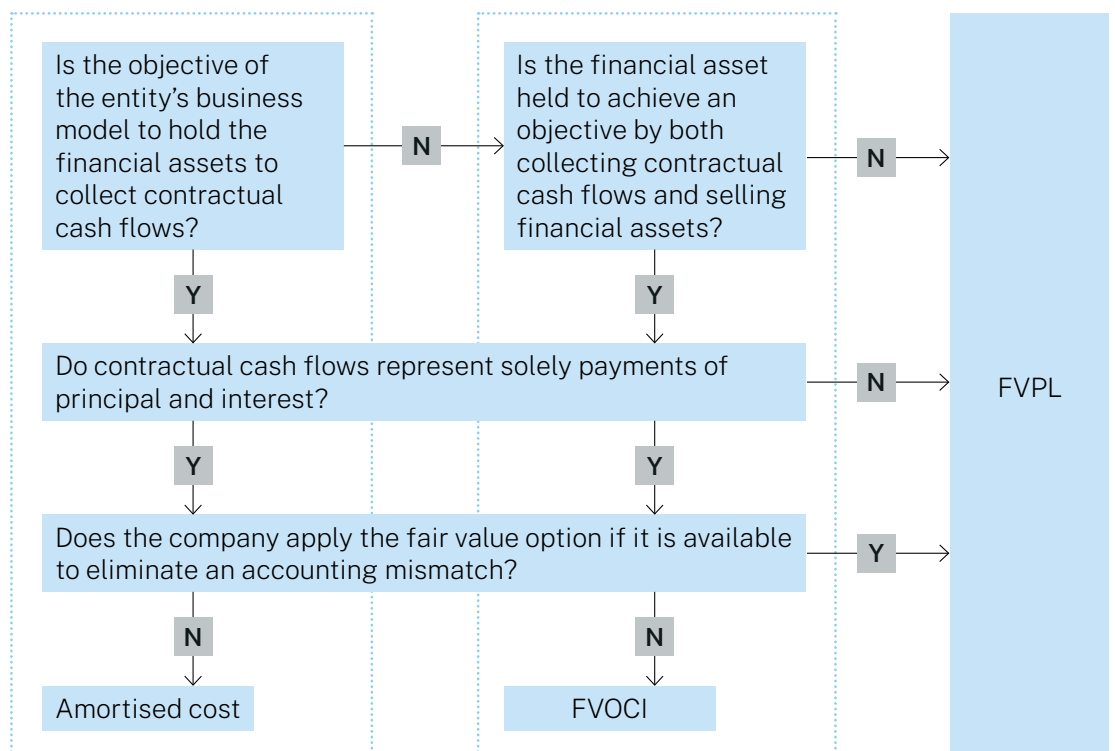 Is the objective of
the entity’s business
model to hold the
financial assets to
collect contractual
cash flows?
N
Is the financial asset
held to achieve an
objective by both
collecting contractual
cash flows and selling
financial assets?
N
Y
Y
Do contractual cash flows represent solely payments of
principal and interest?
N
FVPL
Y
Y
Does the company apply the fair value option if it is available
to eliminate an accounting mismatch?
Y
N
N
Amortised cost
FVOCI